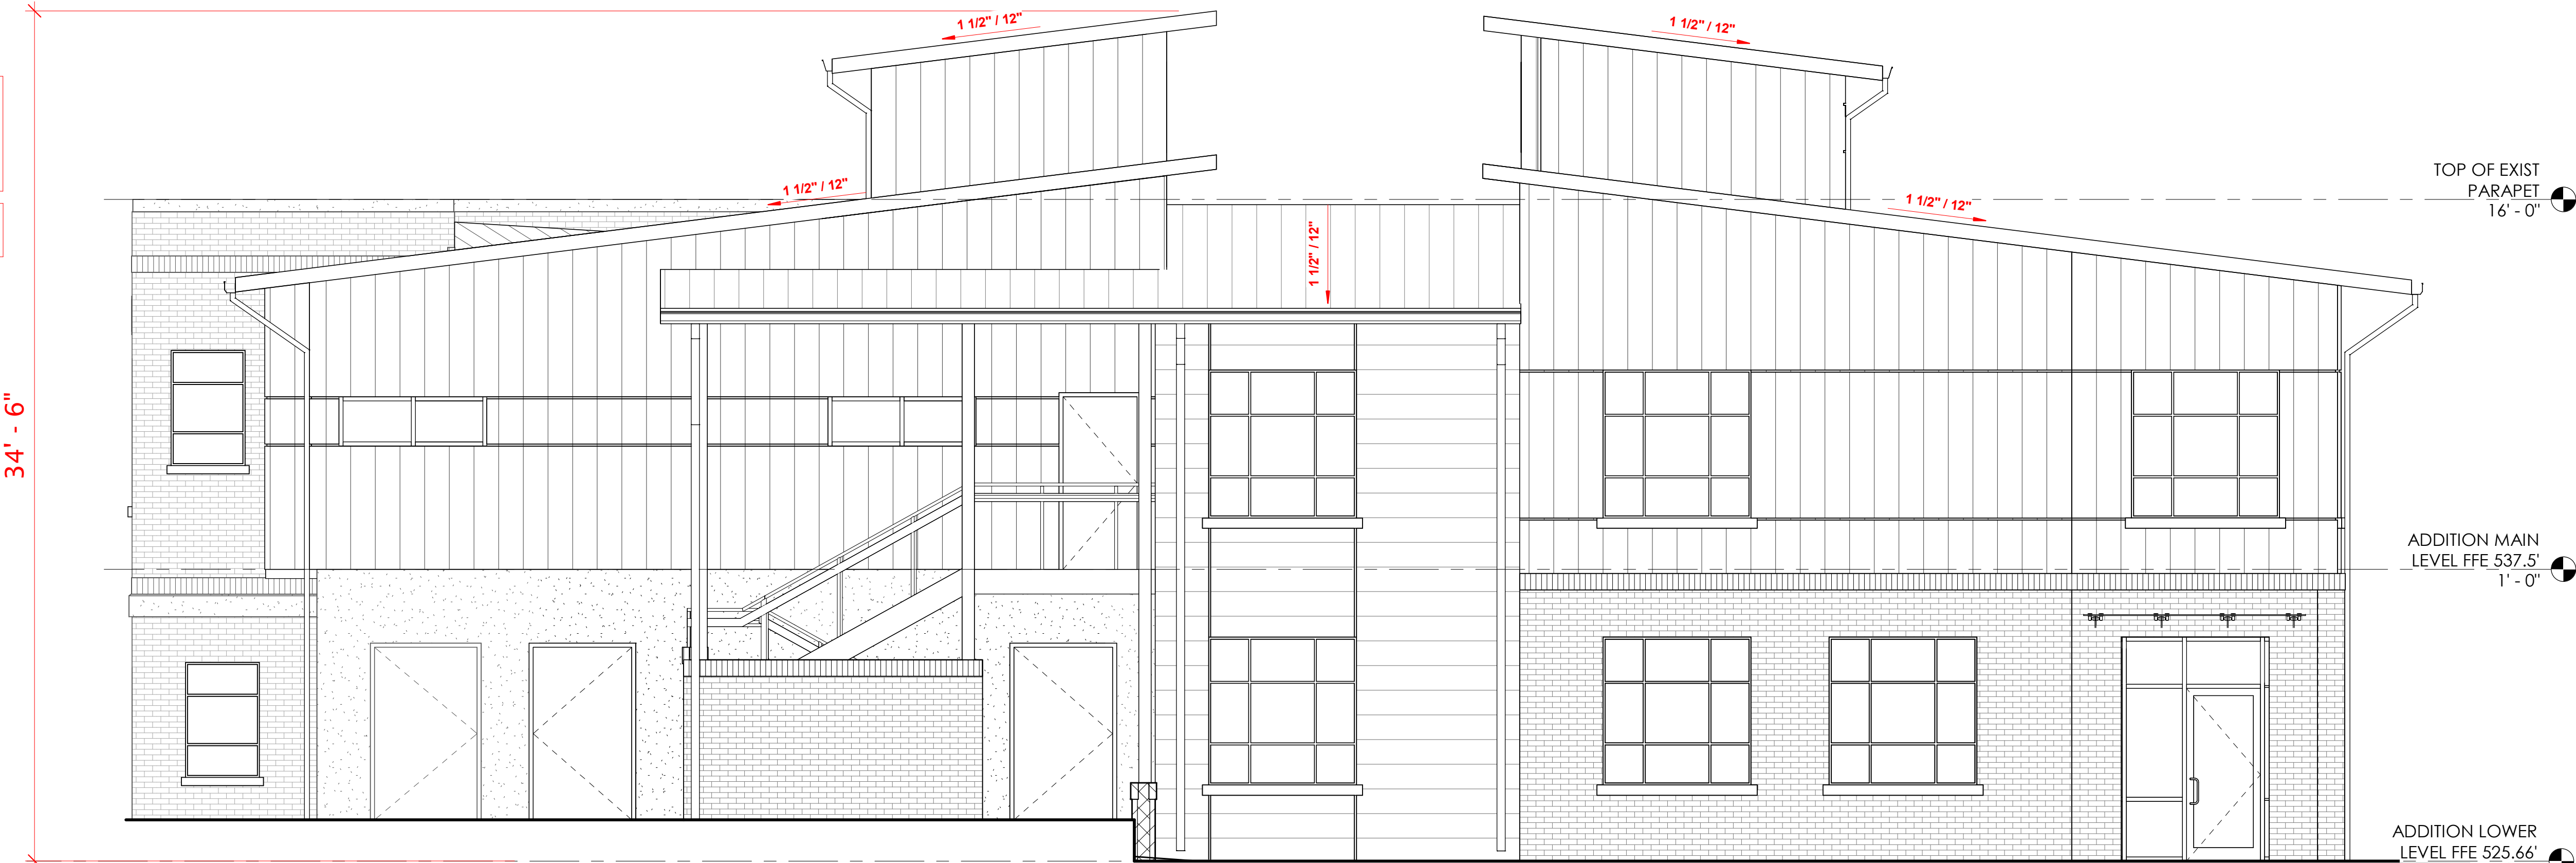 1 1/2" / 12"
1 1/2" / 12"
1 1/2" / 12"
1 1/2" / 12"
1 1/2" / 12"
34' - 6"
TOP OF EXIST
PARAPET
16' - 0"
ADDITION MAIN
LEVEL FFE 537.5'
1' - 0"
ADDITION LOWER
LEVEL FFE 525.66'